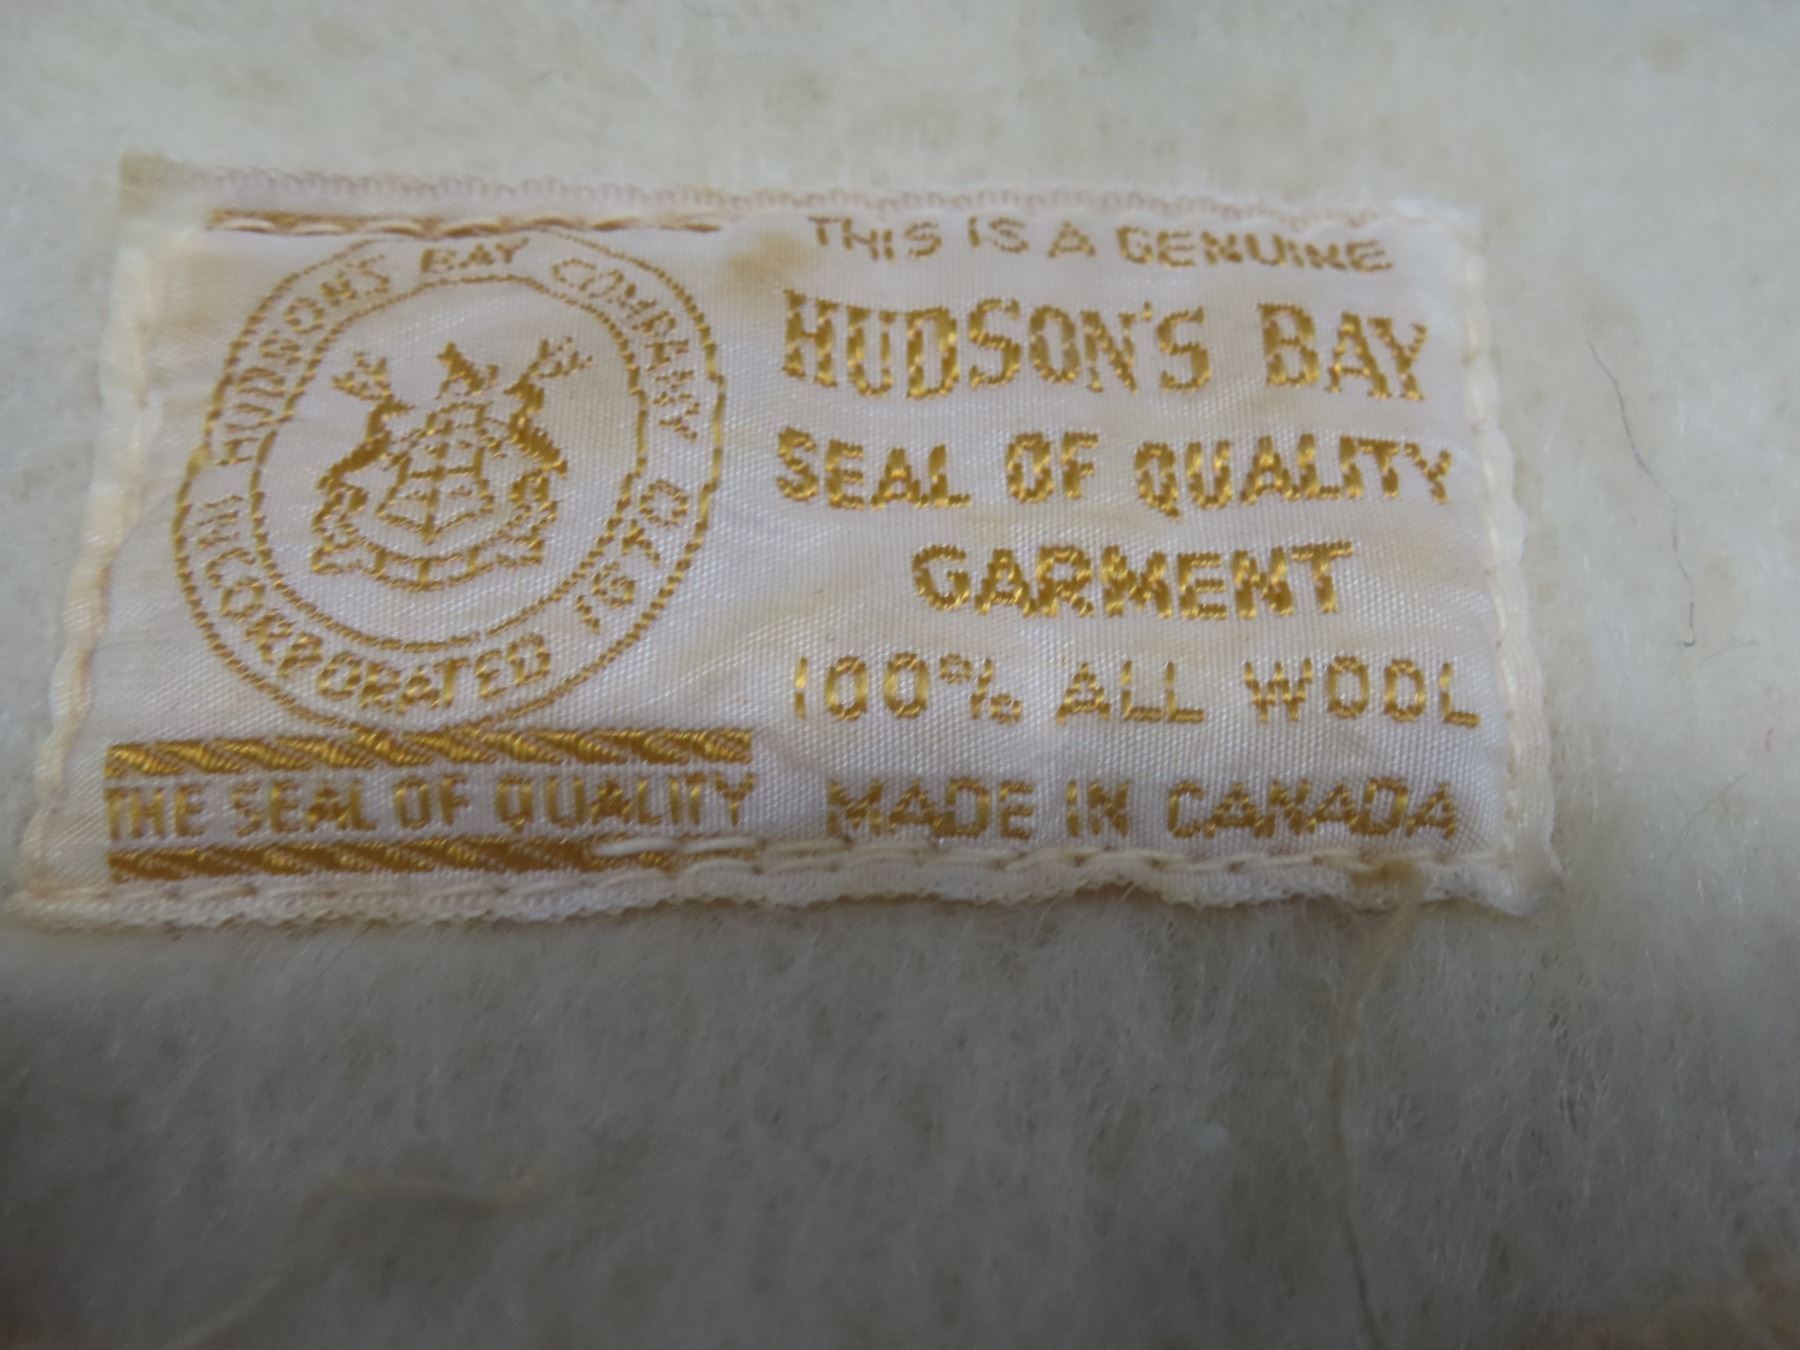 HUDSON'S BAY COMPANY
INCORPORATED 1670
THE SEAL OF QUALITY
THIS IS A GENUINE
HUDSON'S BAY
SEAL OF QUALITY
GARMENT
100% ALL WOOL
MADE IN CANADA